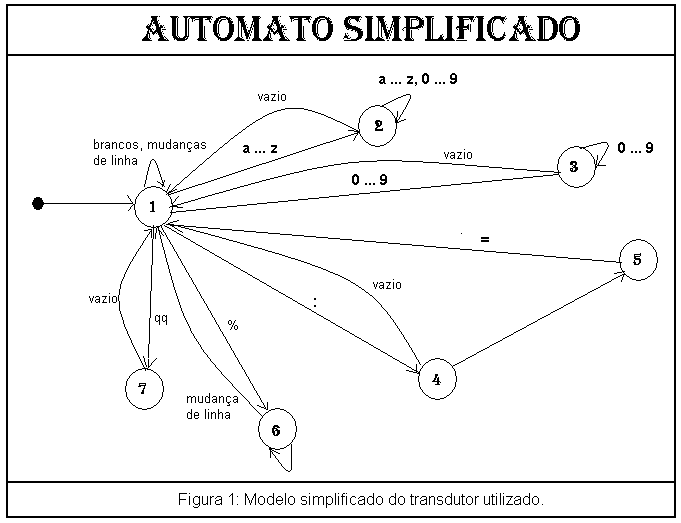 AUTOMATO SIMPLIFICADO
a ... z, 0 ... 9
vazio
2
brancos, mudanças
de linha
a ... z
vazio
3
0 ... 9
0 ... 9
1
=
5
vazio
:
vazio
qq
%
4
7
mudança
de linha
6
Figura 1: Modelo simplificado do transdutor utilizado.